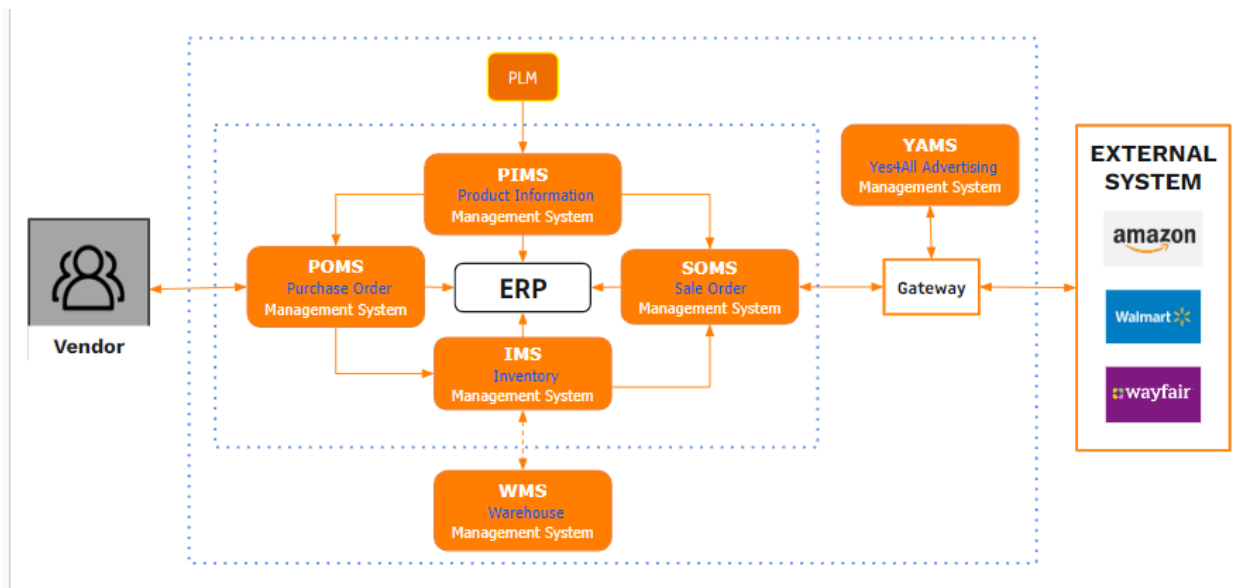 PLM
PIMS
Product Information
Management System
YAMS
Yes4All Advertising
Management System
EXTERNAL
SYSTEM
amazon
POMS
Purchase Order
Management System
ERP
SOMS
Sale Order
Management System
Gateway
Walmart
Vendor
IMS
Inventory
Management System
wayfair
WMS
Warehouse
Management System